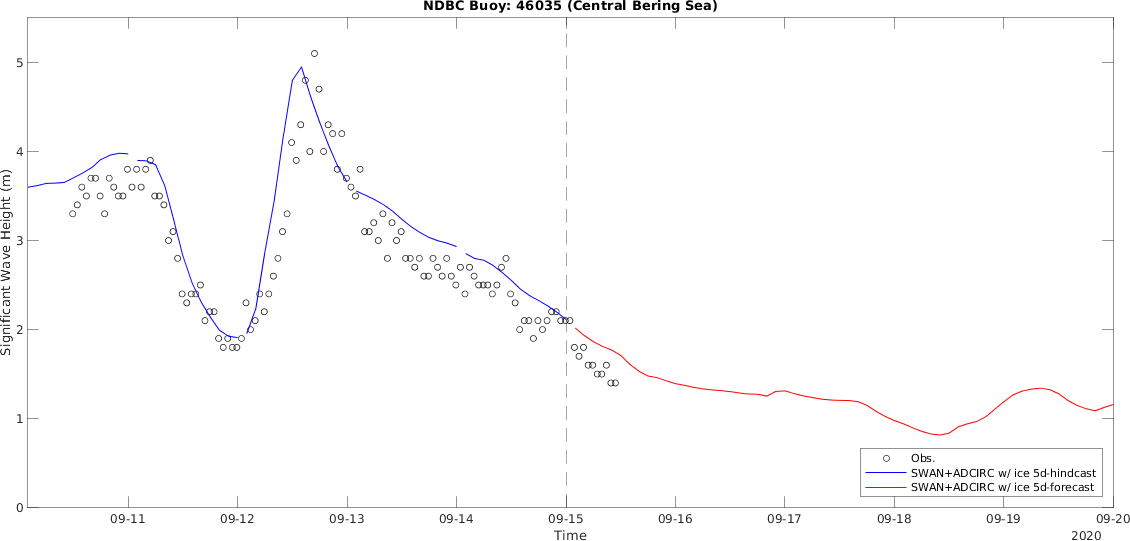 NDBC Buoy: 46035 (Central Bering Sea)
Significant Wave Height (m)
5
4
3
2
1
0
Obs.
SWAN+ADCIRC w/ ice 5d-hindcast
SWAN+ADCIRC w/ ice 5d-forecast
09-11 09-12 09-13 09-14 09-15 09-16 09-17 09-18 09-19 09-20
Time
2020